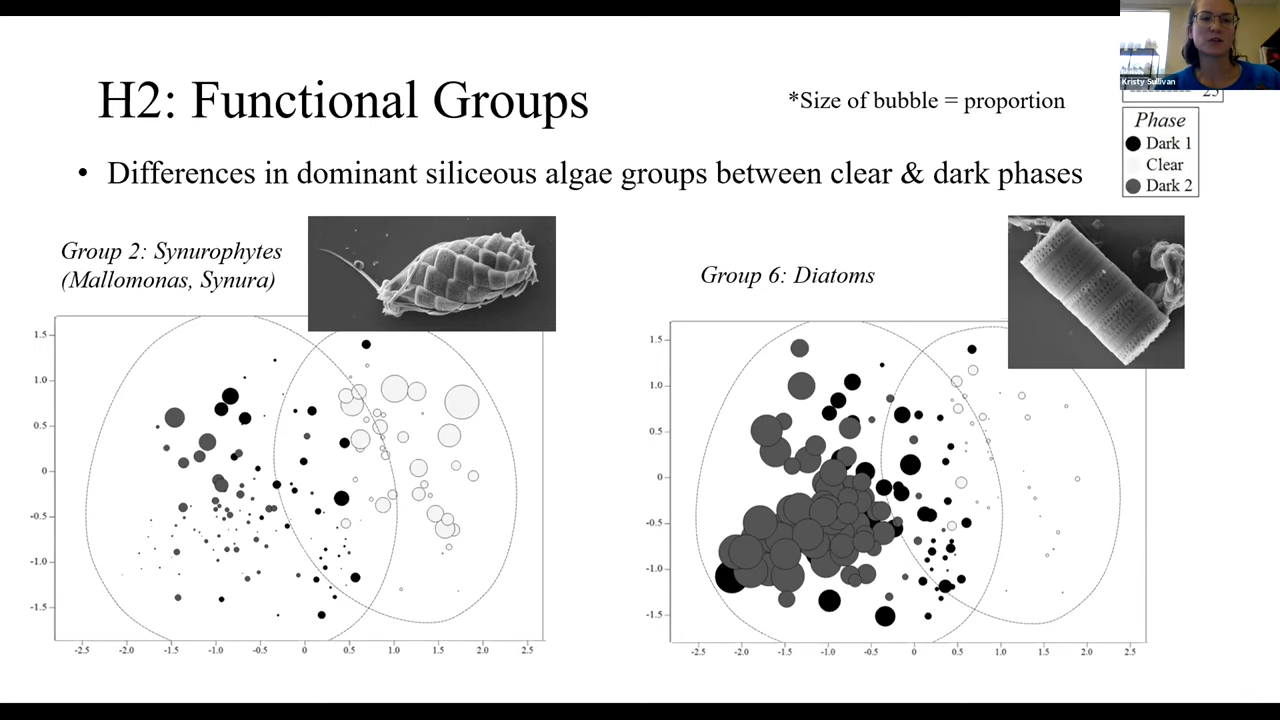 Kristy Sullivan
H2: Functional Groups
*Size of bubble = proportion
25
Phase
Dark 1
Clear
Dark 2
• Differences in dominant siliceous algae groups between clear & dark phases
Group 2: Synurophytes
(Mallomonas, Synura)
Group 6: Diatoms
1.5
1.0
0.5
0
-0.5
-1.0
-1.5
-2.5 -2.0 -1.5 -1.0 -0.5 0 0.5 1.0 1.5 2.0 2.5
1.5
1.0
0.5
0
-0.5
-1.0
-1.5
-2.5 -2.0 -1.5 -1.0 -0.5 0 0.5 1.0 1.5 2.0 2.5